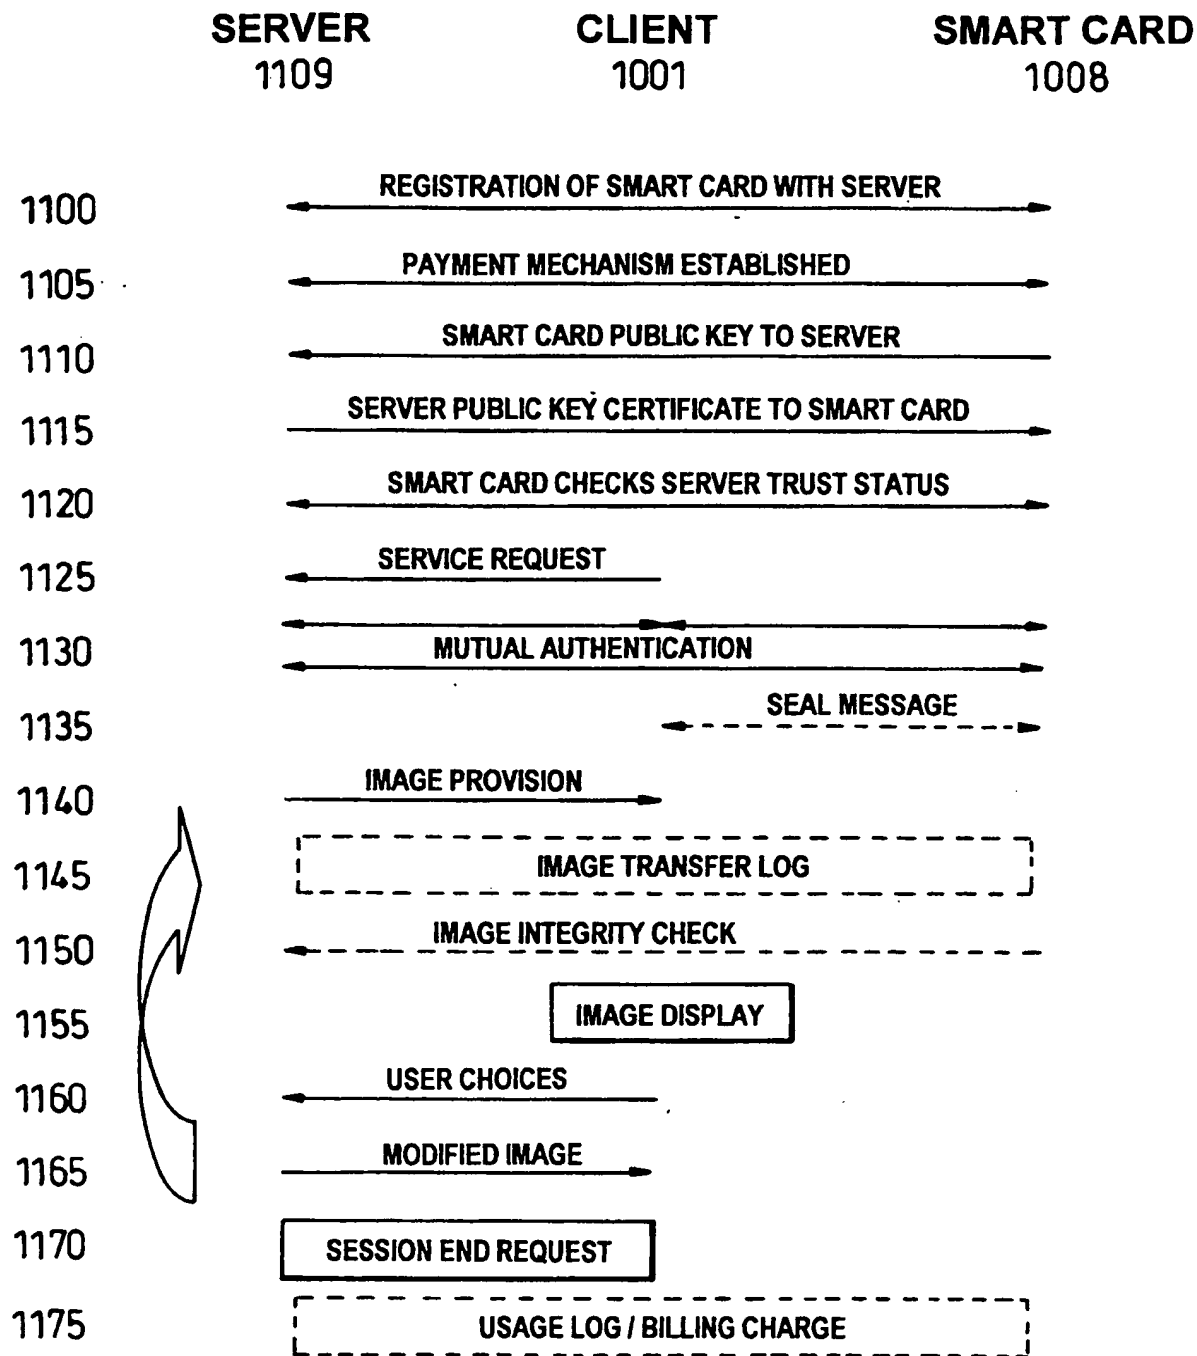 SERVER CLIENT SMART CARD
1109 1001 1008
1100 REGISTRATION OF SMART CARD WITH SERVER
1105 PAYMENT MECHANISM ESTABLISHED
1110 SMART CARD PUBLIC KEY TO SERVER
1115 SERVER PUBLIC KEY CERTIFICATE TO SMART CARD
1120 SMART CARD CHECKS SERVER TRUST STATUS
1125 SERVICE REQUEST
1130 MUTUAL AUTHENTICATION
1135 SEAL MESSAGE
1140 IMAGE PROVISION
1145 IMAGE TRANSFER LOG
1150 IMAGE INTEGRITY CHECK
1155 IMAGE DISPLAY
1160 USER CHOICES
1165 MODIFIED IMAGE
1170 SESSION END REQUEST
1175 USAGE LOG / BILLING CHARGE